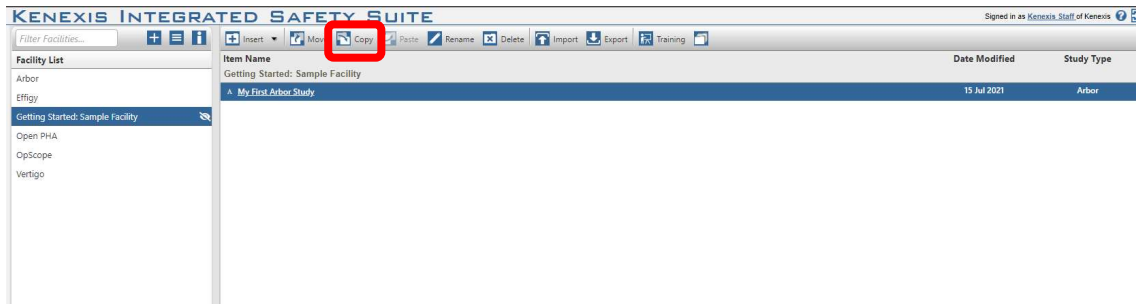 KENEXIS INTEGRATED SAFETY SUITE
Signed in as Kenexis Staff of Kenexis
Filter Facilities...
Insert Move Copy Paste Rename Delete Import Export Training
Facility List
Item Name Date Modified Study Type
Getting Started: Sample Facility
Arbor
My First Arbor Study 15 Jul 2021 Arbor
Effigy
Getting Started: Sample Facility
Open PHA
OpScope
Vertigo